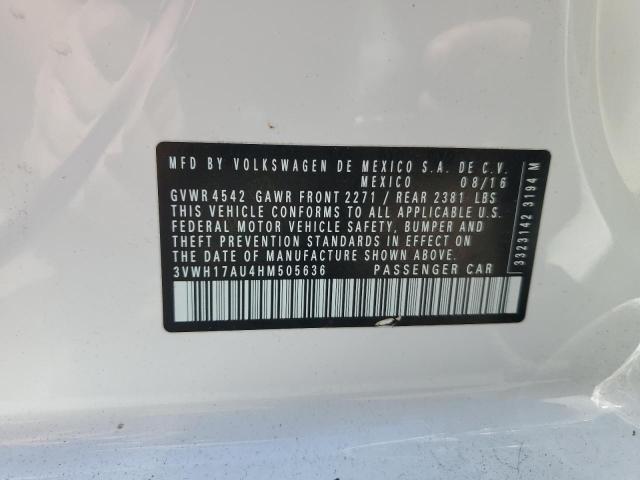 MFD BY VOLKSWAGEN DE MEXICO S.A. DE C.V.
MEXICO 08/16
GVWR 4542 GAWR FRONT 2271 / REAR 2381 LBS
THIS VEHICLE CONFORMS TO ALL APPLICABLE U.S.
FEDERAL MOTOR VEHICLE SAFETY, BUMPER AND
THEFT PREVENTION STANDARDS IN EFFECT ON
THE DATE OF MANUFACTURE SHOWN ABOVE.
3VWH17AU4HM505636 PASSENGER CAR
3323142 3194 M